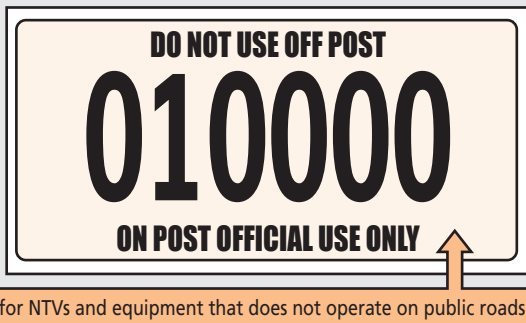 DO NOT USE OFF POST
010000
ON POST OFFICIAL USE ONLY
for NTVs and equipment that does not operate on public roads